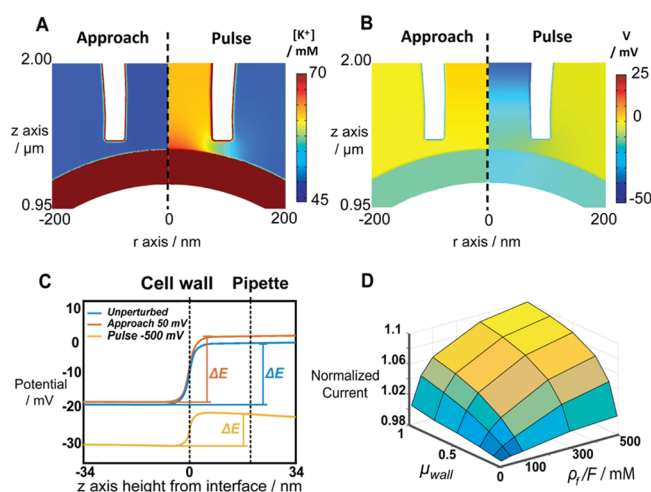 A
Approach
Pulse
[K⁺]
/ mM
70
45
2.00
z axis
/ µm
0.95
-200
0
200
r axis / nm
B
Approach
Pulse
V
/ mV
25
0
-50
2.00
z axis
/ µm
0.95
-200
0
200
r axis / nm
C
Cell wall
Pipette
10
0
-10
-20
-30
Unperturbed
Approach 50 mV
Pulse -500 mV
ΔE
ΔE
ΔE
Potential
/ mV
-34
0
34
z axis height from interface / nm
D
1.1
1.06
1.02
0.98
Normalized
Current
1
0.5
0
μwall
100
300
500
ρf/F / mM